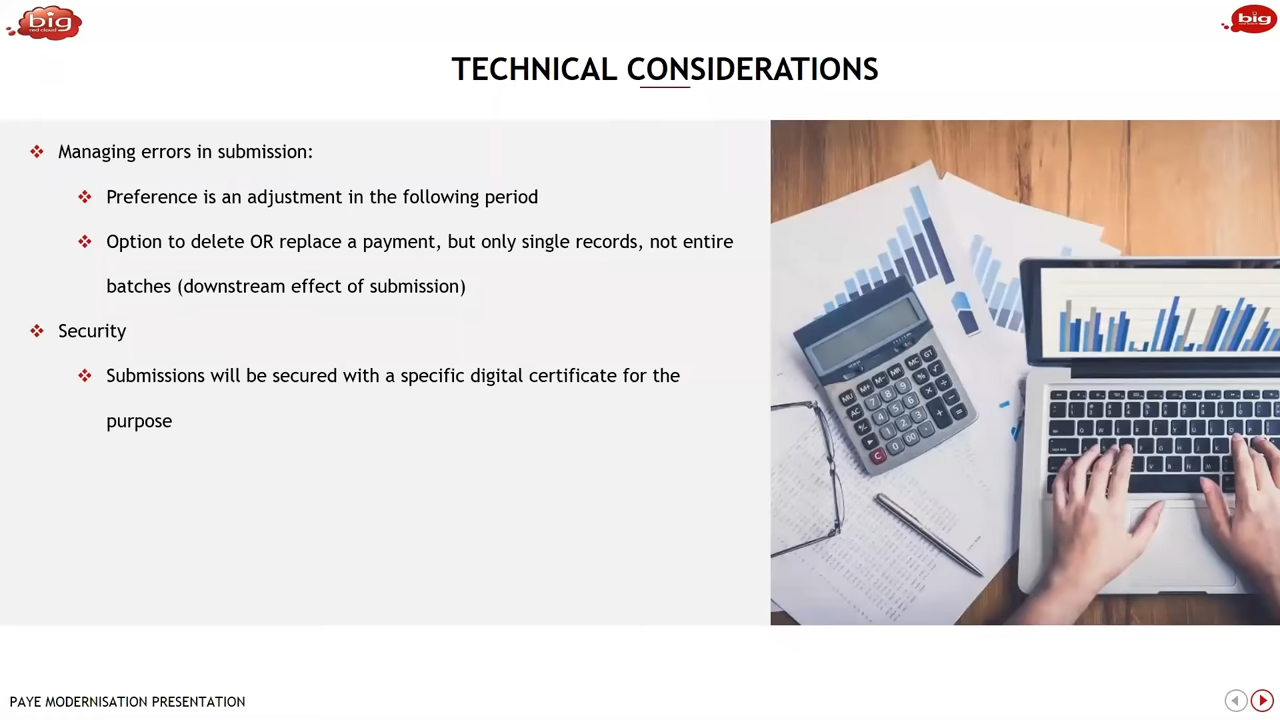 big
red cloud
big
TECHNICAL CONSIDERATIONS
Managing errors in submission:
Preference is an adjustment in the following period
Option to delete OR replace a payment, but only single records, not entire
batches (downstream effect of submission)
Security
Submissions will be secured with a specific digital certificate for the
purpose
PAYE MODERNISATION PRESENTATION